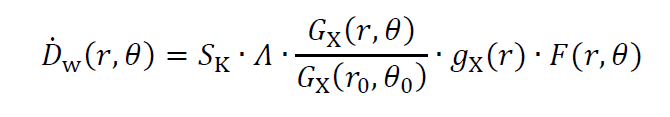 Ḋ_w(r, θ) = S_K · Λ · G_X(r, θ) / G_X(r_0, θ_0) · g_X(r) · F(r, θ)